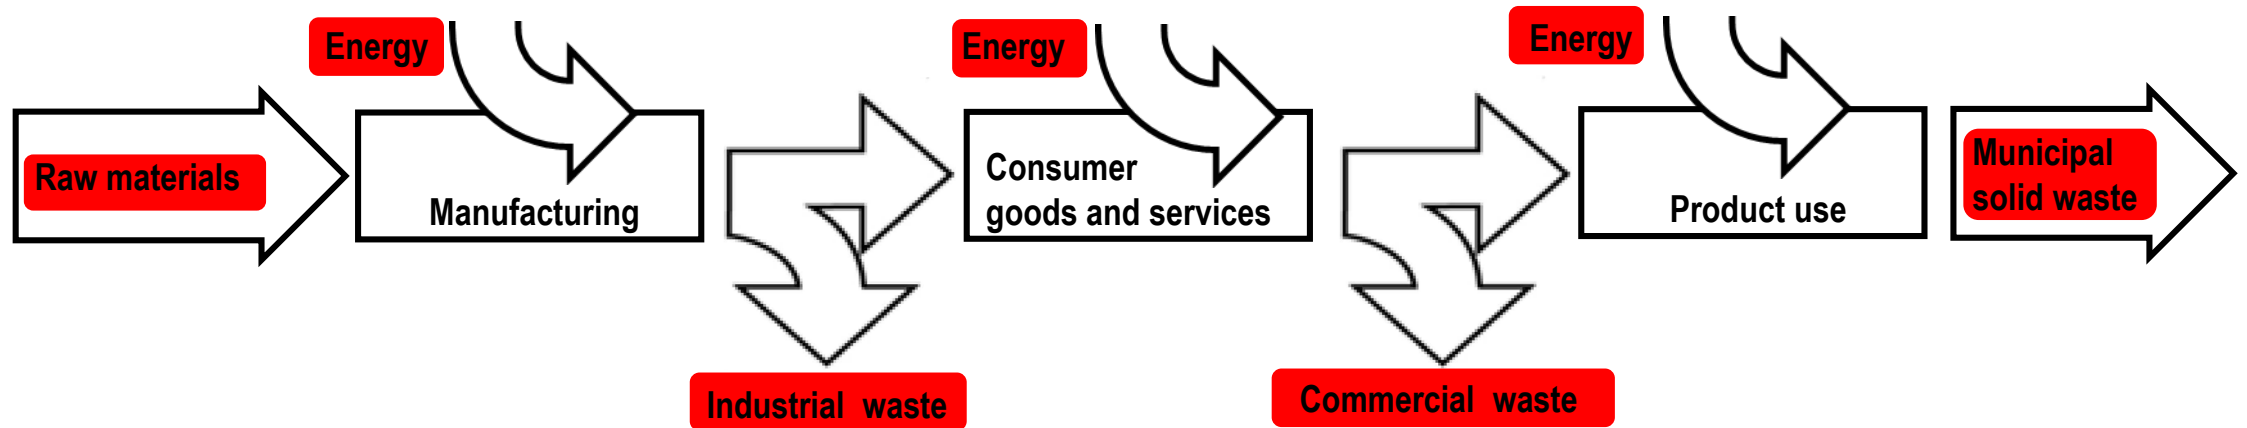 Energy
Energy
Energy
Raw materials
Manufacturing
Consumer
goods and services
Product use
Municipal
solid waste
Industrial waste
Commercial waste